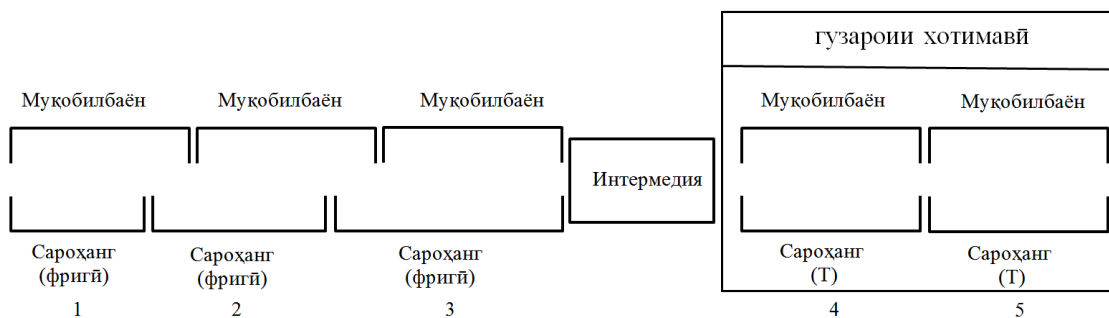 гузароии хотимавӣ
Муқобилбаён Муқобилбаён Муқобилбаён Муқобилбаён Муқобилбаён
Интермедия
Сароҳанг Сароҳанг Сароҳанг Сароҳанг Сароҳанг
(фригӣ) (фригӣ) (фригӣ) (Т) (Т)
1 2 3 4 5